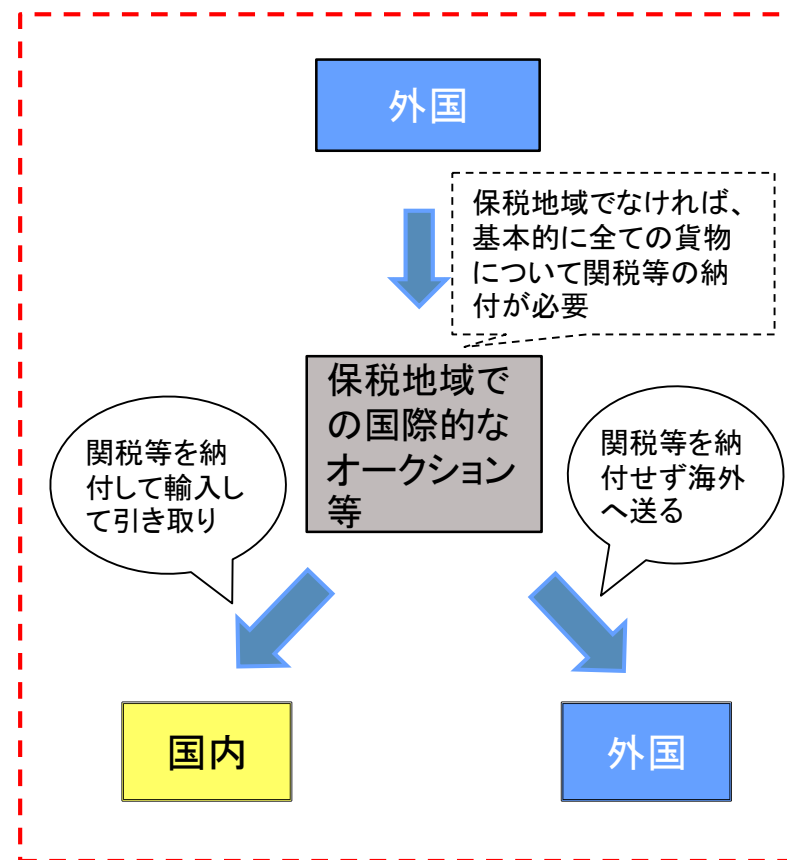 外国
保税地域でなければ、
基本的に全ての貨物
について関税等の納
付が必要
保税地域で
の国際的な
オークション
等
関税等を納
付して輸入し
て引き取り
関税等を納
付せず海外
へ送る
国内
外国